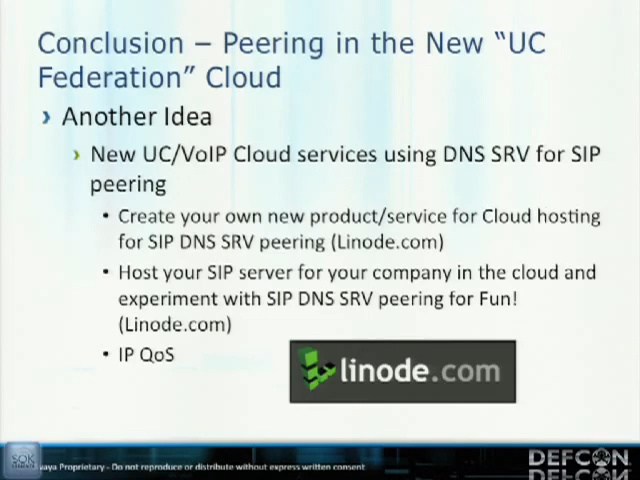 Conclusion – Peering in the New “UC
Federation” Cloud
Another Idea
New UC/VoIP Cloud services using DNS SRV for SIP
peering
Create your own new product/service for Cloud hosting
for SIP DNS SRV peering (Linode.com)
Host your SIP server for your company in the cloud and
experiment with SIP DNS SRV peering for Fun!
(Linode.com)
IP QoS
linode.com
SOK
aya Proprietary - Do not reproduce or distribute without express written consent
DEFCON